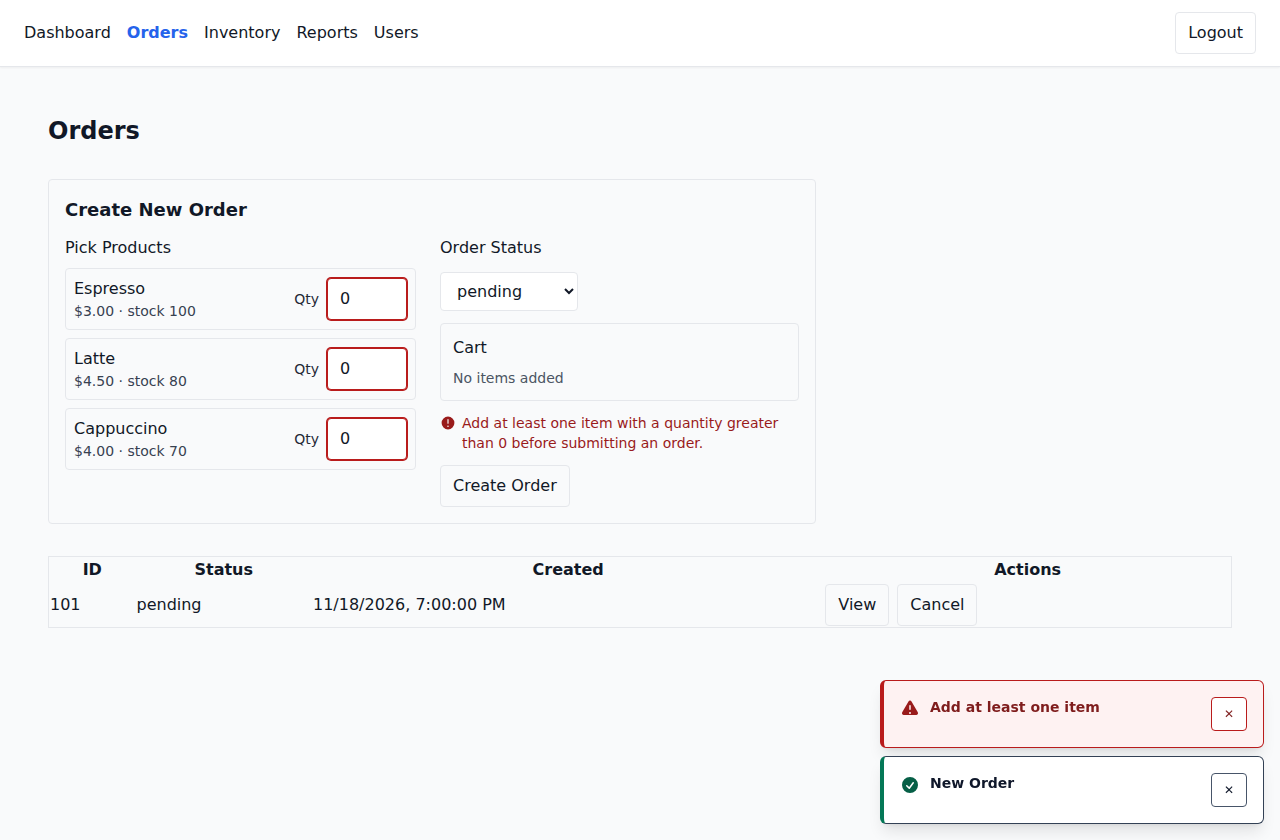 Dashboard Orders Inventory Reports Users Logout
Orders
Create New Order
Pick Products
Espresso
$3.00 · stock 100
Qty 0
Latte
$4.50 · stock 80
Qty 0
Cappuccino
$4.00 · stock 70
Qty 0
Order Status
pending
Cart
No items added
Add at least one item with a quantity greater
than 0 before submitting an order.
Create Order
ID Status Created Actions
101 pending 11/18/2026, 7:00:00 PM View Cancel
Add at least one item ×
New Order ×